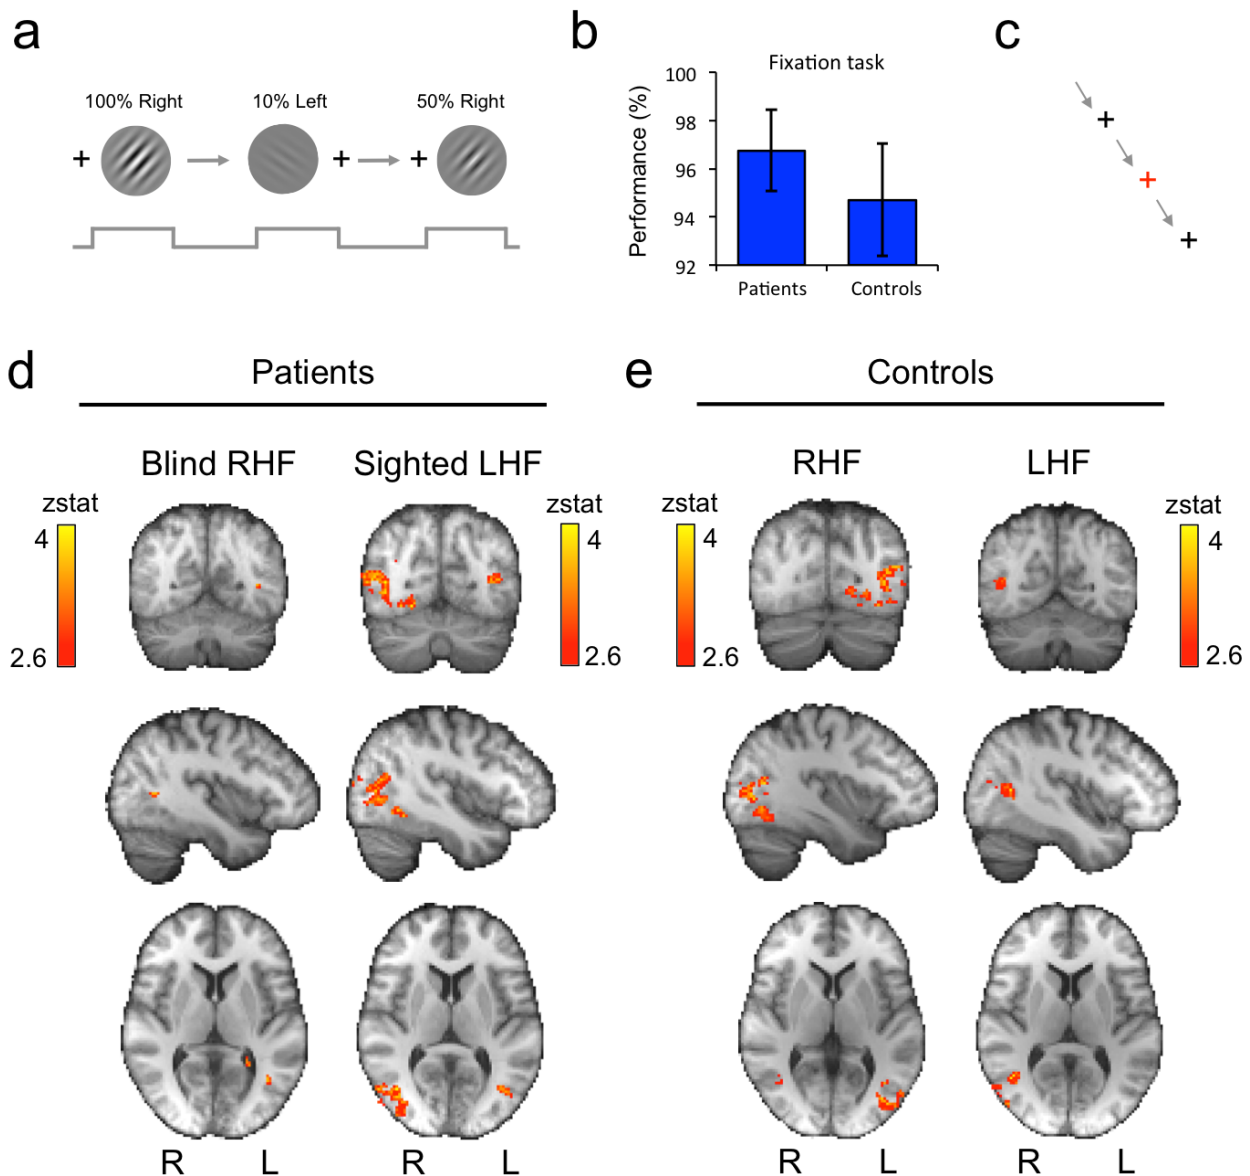 a
b
c
100% Right
10% Left
50% Right
+
+
+
Fixation task
Performance (%)
100
98
96
94
92
Patients
Controls
+
+
+
d
Patients
Blind RHF
Sighted LHF
zstat
4
2.6
zstat
4
2.6
R
L
R
L
e
Controls
RHF
LHF
zstat
4
2.6
zstat
4
2.6
R
L
R
L